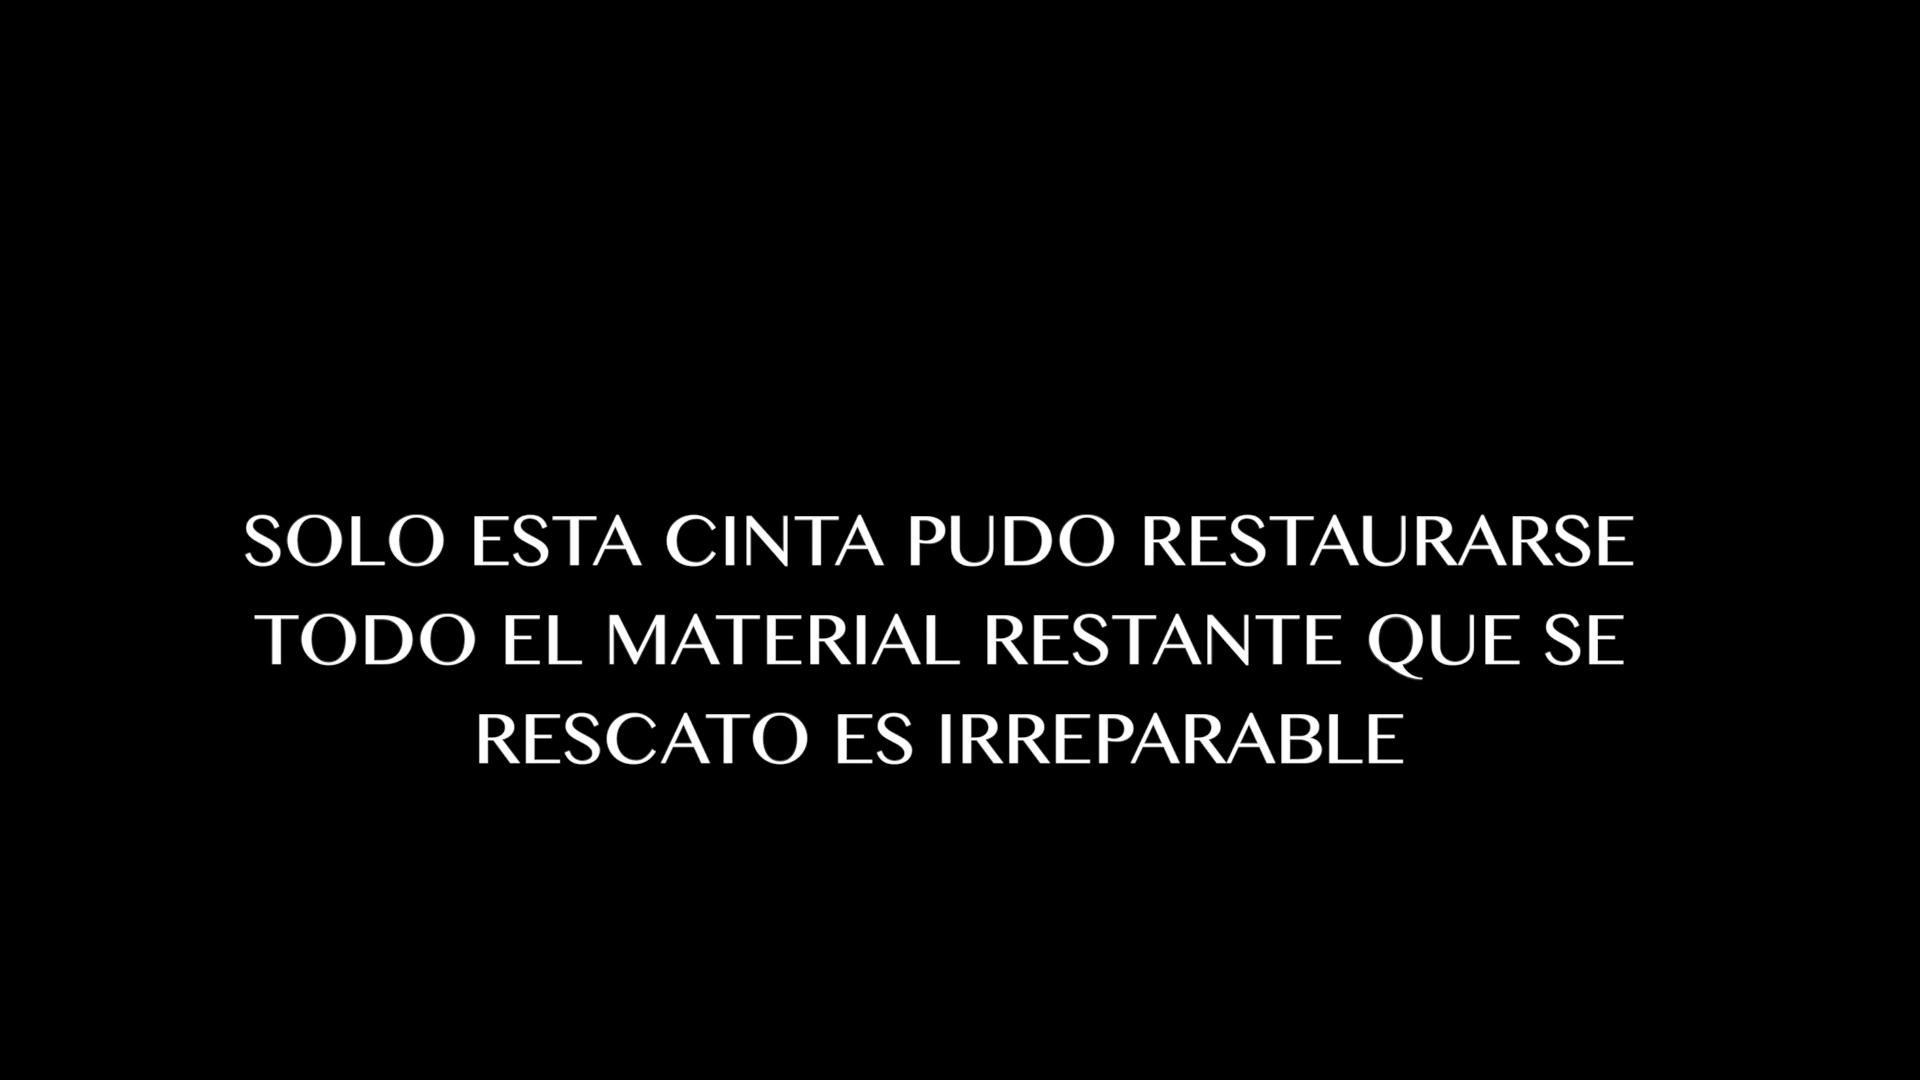 SOLO ESTA CINTA PUDO RESTAURARSE
TODO EL MATERIAL RESTANTE QUE SE
RESCATO ES IRREPARABLE